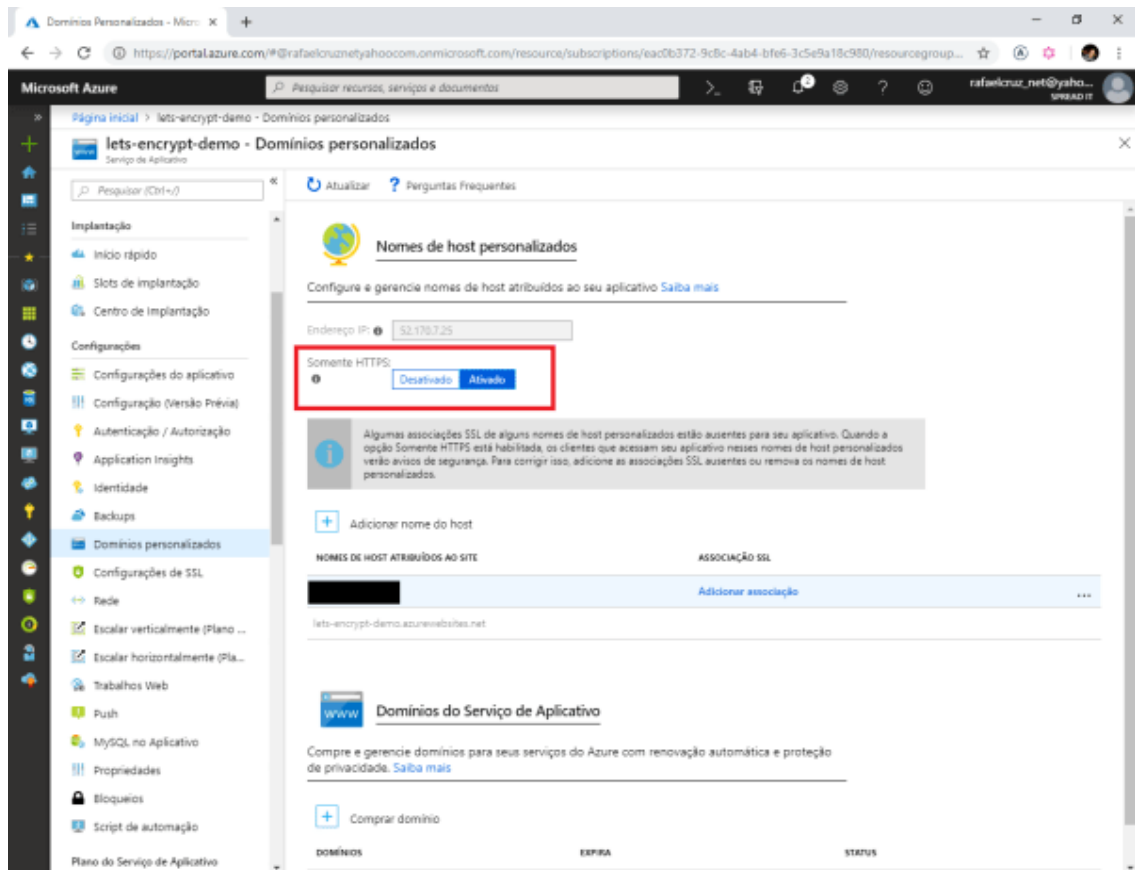 Domínios Personalizados - Micro
https://portal.azure.com/#@rafaelcruznetyahoocom.onmicrosoft.com/resource/subscriptions/eac0b372-9c8c-4ab4-bfe6-3c5e9a18c980/resourcegroup...
Microsoft Azure
Pesquisar recursos, serviços e documentos
2
rafaelcruz_net@yaho...
SPREAD IT
Página inicial > lets-encrypt-demo - Domínios personalizados
lets-encrypt-demo - Domínios personalizados
Serviço de Aplicativo
Pesquisar (Ctrl+/)
Atualizar
Perguntas Frequentes
Implantação
Início rápido
Slots de implantação
Centro de Implantação
Configurações
Configurações do aplicativo
Configuração (Versão Prévia)
Autenticação / Autorização
Application Insights
Identidade
Backups
Domínios personalizados
Configurações de SSL
Rede
Escalar verticalmente (Plano ...
Escalar horizontalmente (Pla...
Trabalhos Web
Push
MySQL no Aplicativo
Propriedades
Bloqueios
Script de automação
Plano do Serviço de Aplicativo
Nomes de host personalizados
Configure e gerencie nomes de host atribuídos ao seu aplicativo Saiba mais
Endereço IP: 52.170.7.25
Somente HTTPS:
Desativado Ativado
Algumas associações SSL de alguns nomes de host personalizados estão ausentes para seu aplicativo. Quando a
opção Somente HTTPS está habilitada, os clientes que acessam seu aplicativo nesses nomes de host personalizados
verão avisos de segurança. Para corrigir isso, adicione as associações SSL ausentes ou remova os nomes de host
personalizados.
Adicionar nome do host
NOMES DE HOST ATRIBUÍDOS AO SITE ASSOCIAÇÃO SSL
Adicionar associação ...
lets-encrypt-demo.azurewebsites.net
www
Domínios do Serviço de Aplicativo
Compre e gerencie domínios para seus serviços do Azure com renovação automática e proteção
de privacidade. Saiba mais
Comprar domínio
DOMÍNIOS EXPIRA STATUS